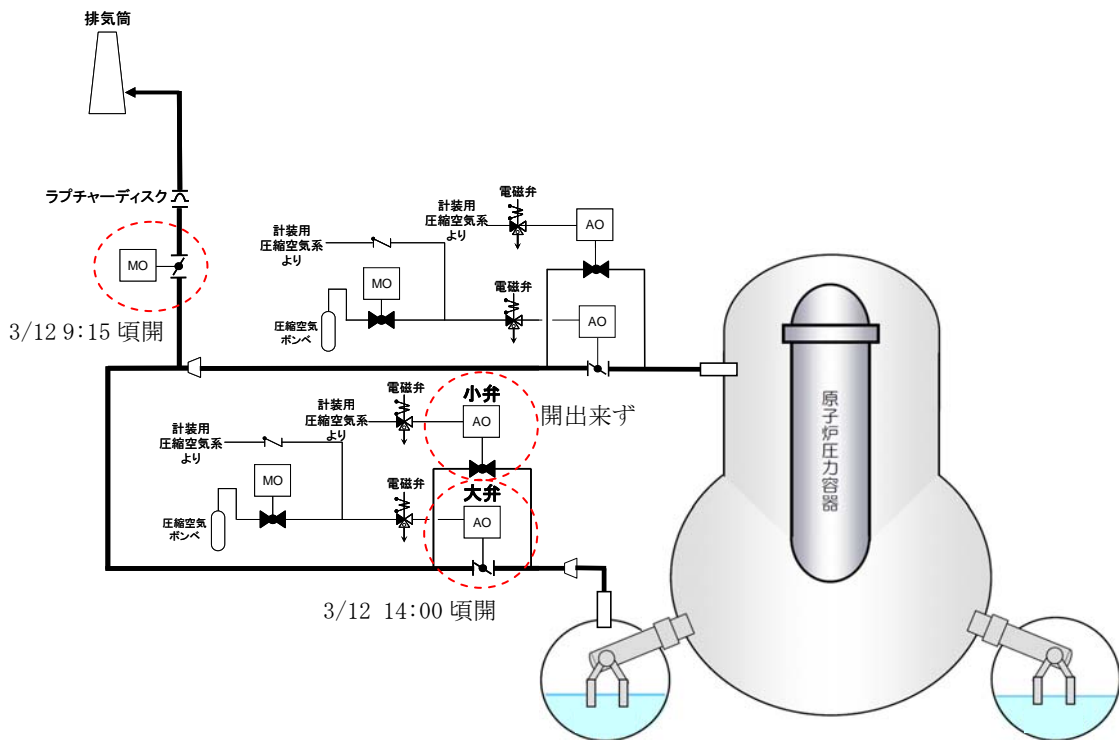 排気筒
ラプチャーディスク
MO
3/12 9:15 頃開
計装用
圧縮空気系
より
電磁弁
AO
計装用
圧縮空気系
より
MO
電磁弁
AO
圧縮空気
ボンベ
計装用
圧縮空気系
より
電磁弁
小弁
AO
開出来ず
計装用
圧縮空気系
より
MO
電磁弁
大弁
AO
圧縮空気
ボンベ
3/12 14:00 頃開
原子炉圧力容器